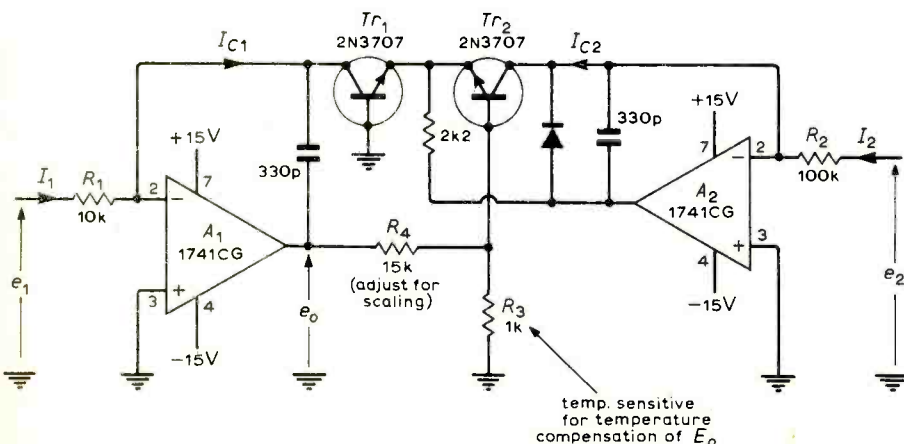 Tr1
2N3707
Tr2
2N3707
IC1
IC2
330p
2k2
330p
+15V
+15V
I1
R1
10k
2
−
7
A1
1741CG
+
3
4
−15V
R4
15k
(adjust for
scaling)
R3
1k
7
2
−
A2
1741CG
+
3
4
−15V
R2
100k
I2
e1
eo
e2
temp. sensitive
for temperature
compensation of Eo